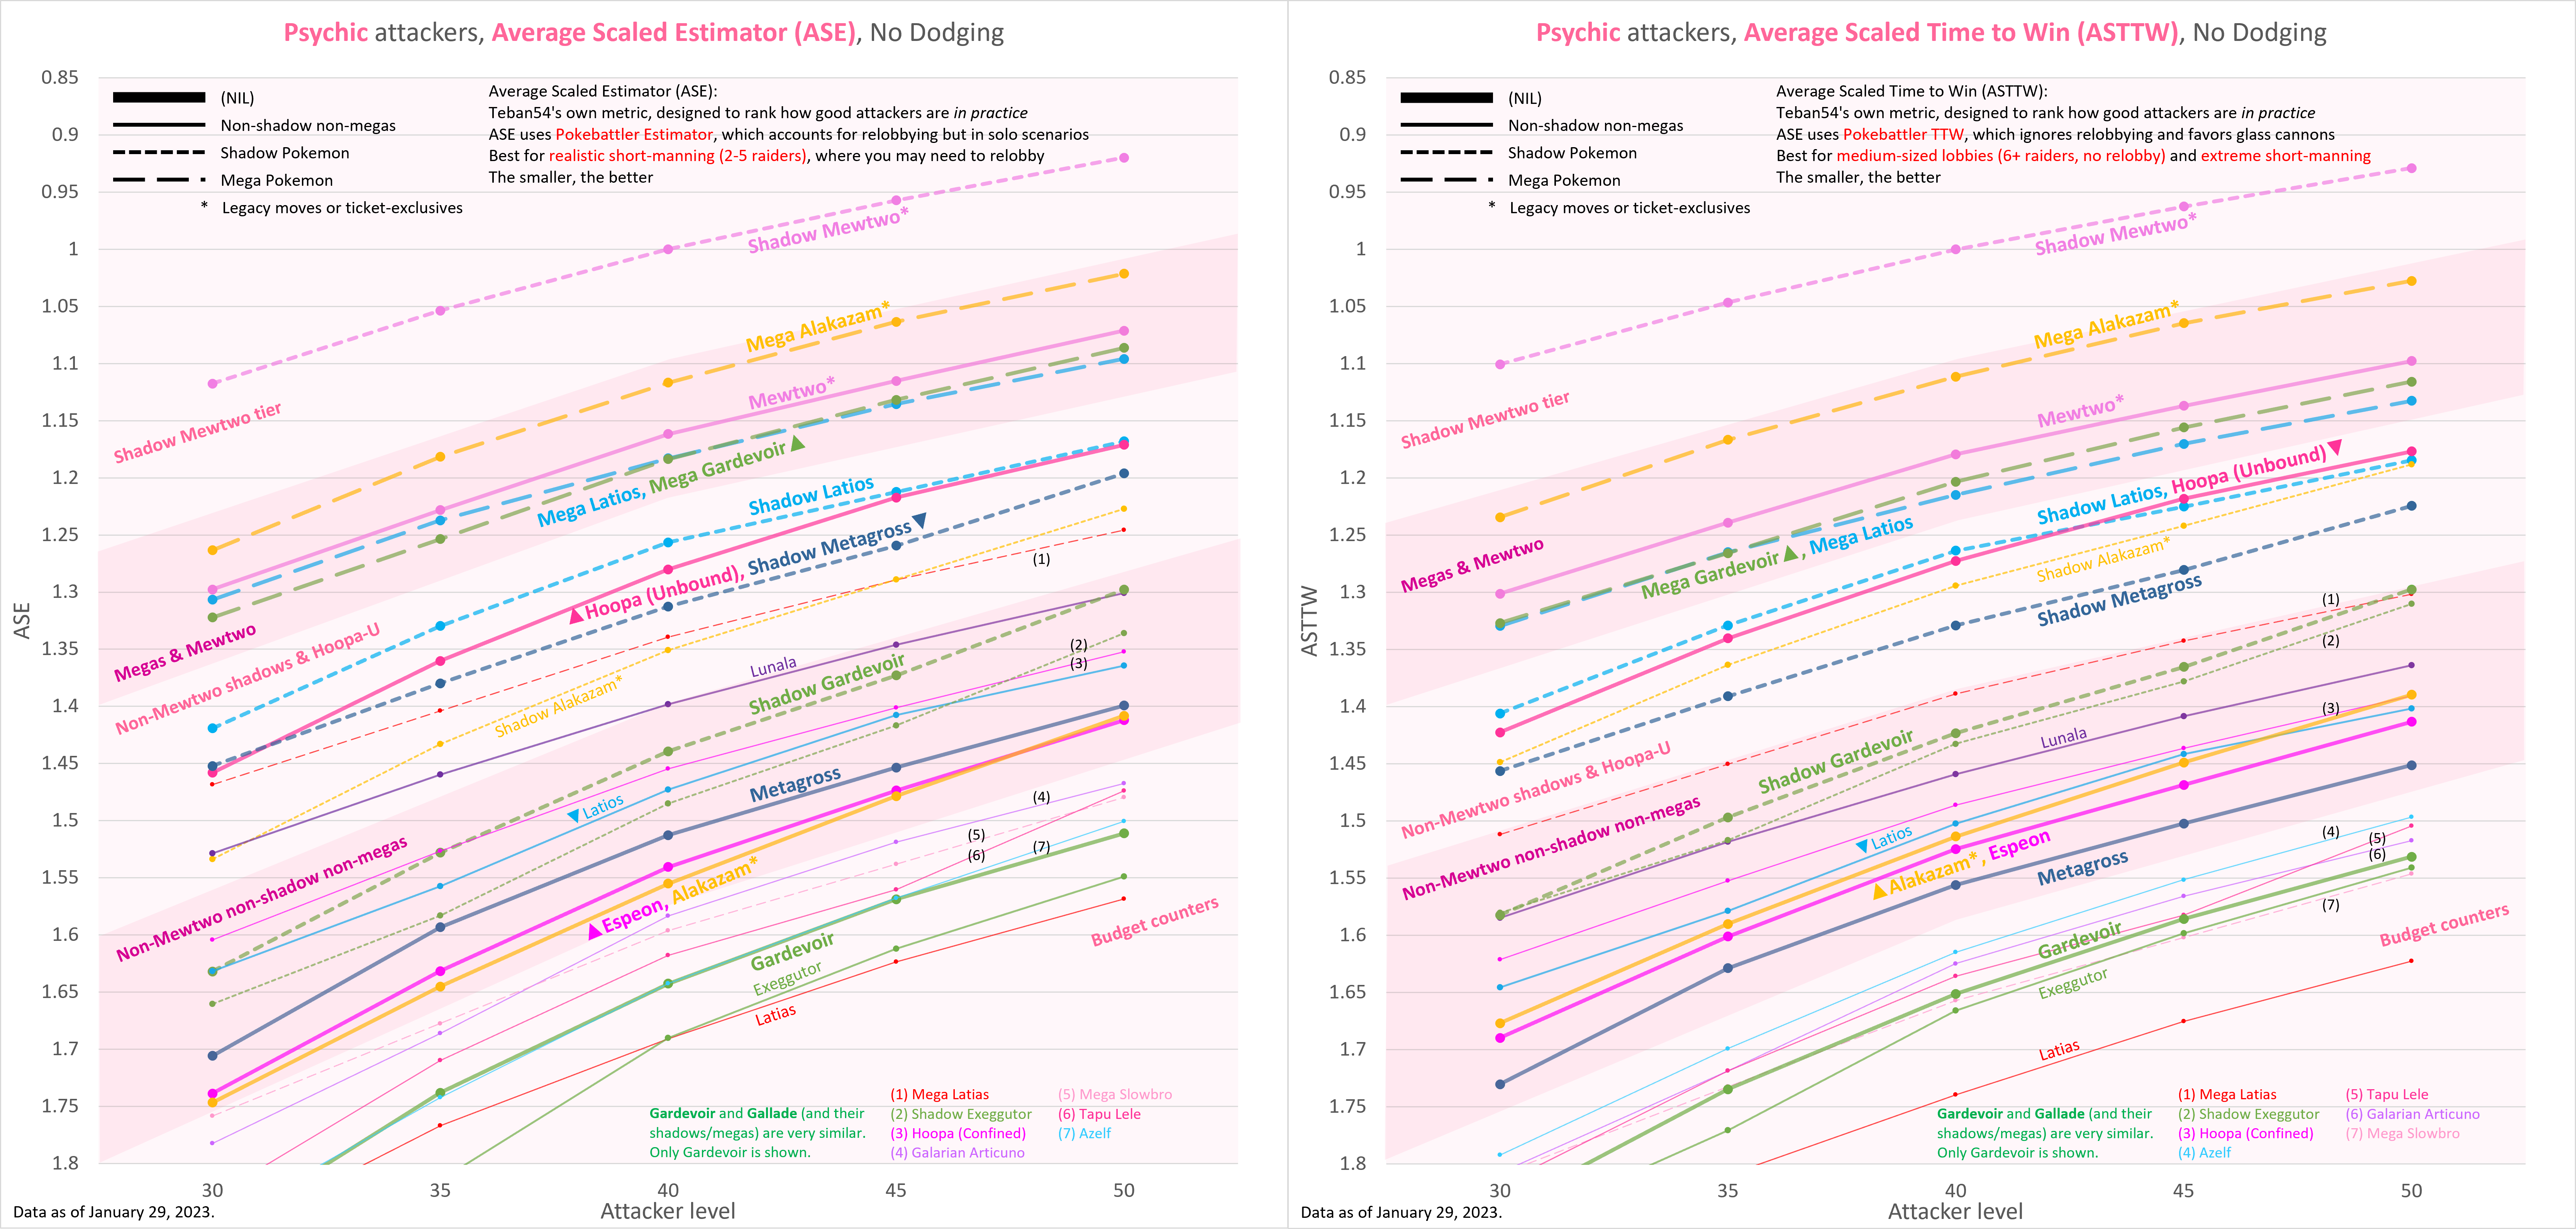 Psychic attackers, Average Scaled Estimator (ASE), No Dodging
0.85
0.9
0.95
1
1.05
1.1
1.15
1.2
1.25
1.3
1.35
1.4
1.45
1.5
1.55
1.6
1.65
1.7
1.75
1.8
ASE
(NIL)
Non-shadow non-megas
Shadow Pokemon
Mega Pokemon
* Legacy moves or ticket-exclusives
Average Scaled Estimator (ASE):
Teban54's own metric, designed to rank how good attackers are in practice
ASE uses Pokebattler Estimator, which accounts for relobbying but in solo scenarios
Best for realistic short-manning (2-5 raiders), where you may need to relobby
The smaller, the better
Shadow Mewtwo*
Mega Alakazam*
Mewtwo*
Shadow Mewtwo tier
Mega Latios, Mega Gardevoir ▲
Shadow Latios
▲Hoopa (Unbound), Shadow Metagross▼
(1)
Megas & Mewtwo
Non-Mewtwo shadows & Hoopa-U
Lunala
(2)
(3)
Shadow Gardevoir
Shadow Alakazam*
▼Latios
Metagross
(4)
(5)
(6)
(7)
Non-Mewtwo non-shadow non-megas
▲Espeon, Alakazam*
Gardevoir
Exeggutor
Latias
Budget counters
Gardevoir and Gallade (and their
shadows/megas) are very similar.
Only Gardevoir is shown.
(1) Mega Latias
(2) Shadow Exeggutor
(3) Hoopa (Confined)
(4) Galarian Articuno
(5) Mega Slowbro
(6) Tapu Lele
(7) Azelf
30
35
40
45
50
Attacker level
Data as of January 29, 2023.
Psychic attackers, Average Scaled Time to Win (ASTTW), No Dodging
0.85
0.9
0.95
1
1.05
1.1
1.15
1.2
1.25
1.3
1.35
1.4
1.45
1.5
1.55
1.6
1.65
1.7
1.75
1.8
ASTTW
(NIL)
Non-shadow non-megas
Shadow Pokemon
Mega Pokemon
* Legacy moves or ticket-exclusives
Average Scaled Time to Win (ASTTW):
Teban54's own metric, designed to rank how good attackers are in practice
ASE uses Pokebattler TTW, which ignores relobbying and favors glass cannons
Best for medium-sized lobbies (6+ raiders, no relobby) and extreme short-manning
The smaller, the better
Shadow Mewtwo*
Mega Alakazam*
Mewtwo*
Shadow Mewtwo tier
Shadow Latios, Hoopa (Unbound)▼
Mega Gardevoir▲, Mega Latios
Shadow Alakazam*
Megas & Mewtwo
Shadow Metagross
(1)
(2)
(3)
Lunala
Shadow Gardevoir
Non-Mewtwo shadows & Hoopa-U
▼Latios
▲Alakazam*, Espeon
Metagross
(4)
(5)
(6)
(7)
Non-Mewtwo non-shadow non-megas
Gardevoir
Exeggutor
Latias
Budget counters
Gardevoir and Gallade (and their
shadows/megas) are very similar.
Only Gardevoir is shown.
(1) Mega Latias
(2) Shadow Exeggutor
(3) Hoopa (Confined)
(4) Azelf
(5) Tapu Lele
(6) Galarian Articuno
(7) Mega Slowbro
30
35
40
45
50
Attacker level
Data as of January 29, 2023.